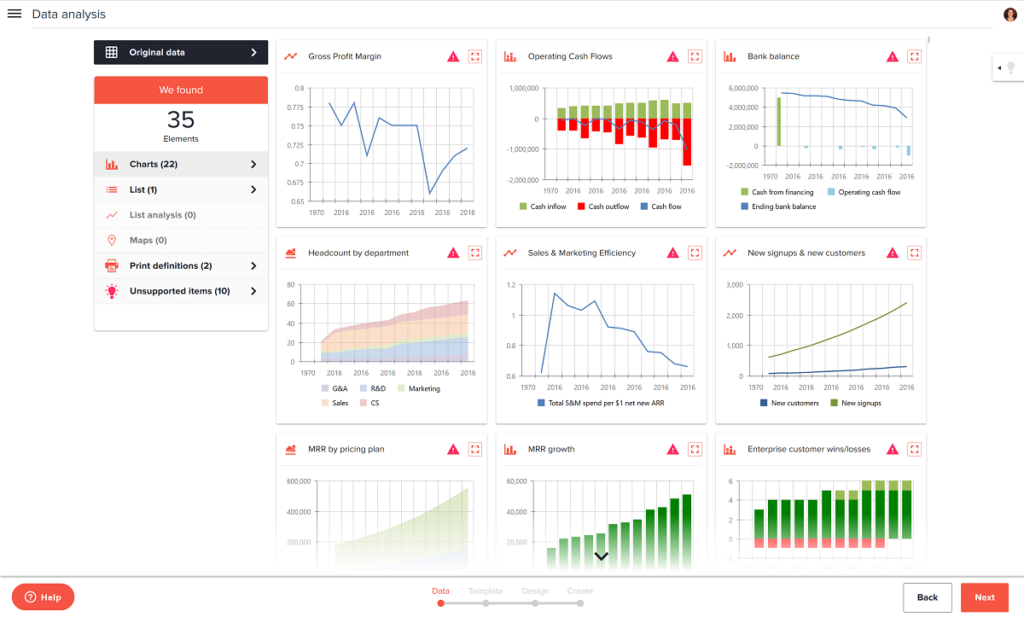 Data analysis
Original data
We found
35
Elements
Charts (22)
List (1)
List analysis (0)
Maps (0)
Print definitions (2)
Unsupported items (10)
Gross Profit Margin
0.8
0.775
0.75
0.725
0.7
0.675
0.65
1970 2016 2016 2016 2016 2016 2016
Operating Cash Flows
1,000,000
0
-1,000,000
-2,000,000
1970 2016 2016 2016 2016 2016 2016
Cash inflow Cash outflow Cash flow
Bank balance
6,000,000
4,000,000
2,000,000
0
-2,000,000
1970 2016 2016 2016 2016 2016 2016
Cash from financing Operating cash flow
Ending bank balance
Headcount by department
80
60
40
20
0
1970 2016 2016 2016 2016 2016 2016
G&A R&D Marketing
Sales CS
Sales & Marketing Efficiency
1.2
1
0.8
0.6
1970 2016 2016 2016 2016 2016 2016
Total S&M spend per $1 net new ARR
New signups & new customers
3,000
2,000
1,000
0
1970 2016 2016 2016 2016 2016 2016
New customers New signups
MRR by pricing plan
600,000
400,000
200,000
MRR growth
60,000
40,000
20,000
Enterprise customer wins/losses
6
4
2
0
-2
Help
Data Template Design Create
Back
Next